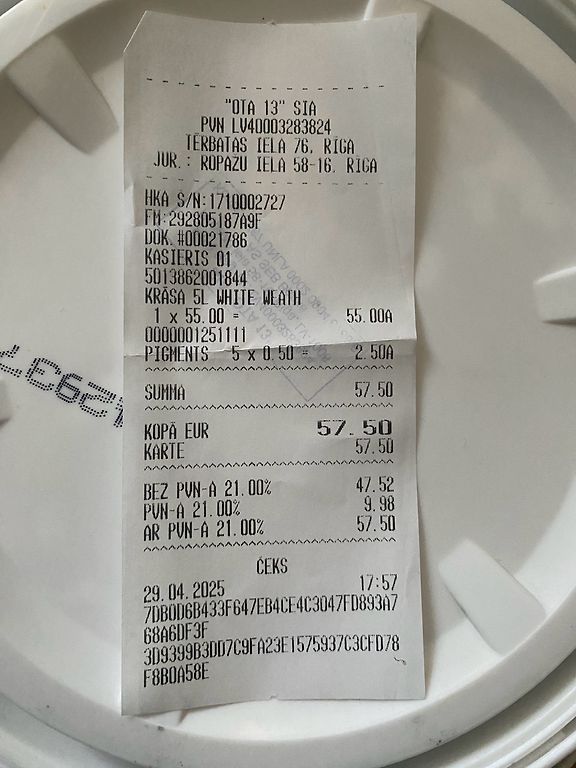 "OTA 13" SIA
PVN LV40003283824
TĒRBATAS IELA 76, RĪGA
JUR.: ROPAŽU IELA 58-16, RĪGA
HKA S/N:1710002727
FM:292805187A9F
DOK.#00021786
KASIERIS 01
5013862001844
KRĀSA 5L WHITE WEATH
1 x 55.00 = 55.00A
0000001251111
PIGMENTS 5 x 0.50 = 2.50A
SUMMA 57.50
KOPĀ EUR 57.50
KARTE 57.50
BEZ PVN-A 21.00% 47.52
PVN-A 21.00% 9.98
AR PVN-A 21.00% 57.50
ČEKS
29.04.2025 17:57
7DB0D6B433F647EB4CE4C3047FD893A7
68A6DF3F
3D9399B3DD7C9FA23E1575937C3CFD78
F8B0A58E